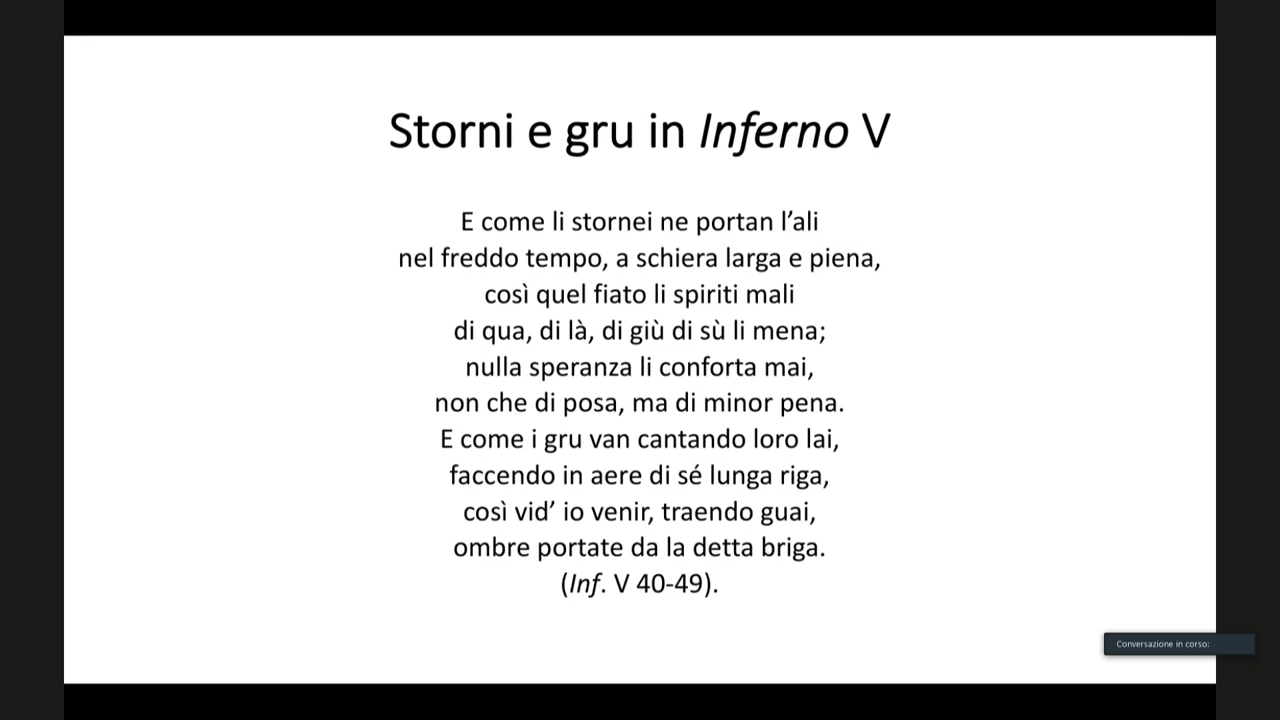 Storni e gru in Inferno V
E come li stornei ne portan l’ali
nel freddo tempo, a schiera larga e piena,
così quel fiato li spiriti mali
di qua, di là, di giù di sù li mena;
nulla speranza li conforta mai,
non che di posa, ma di minor pena.
E come i gru van cantando loro lai,
faccendo in aere di sé lunga riga,
così vid’ io venir, traendo guai,
ombre portate da la detta briga.
(Inf. V 40-49).
Conversazione in corso: